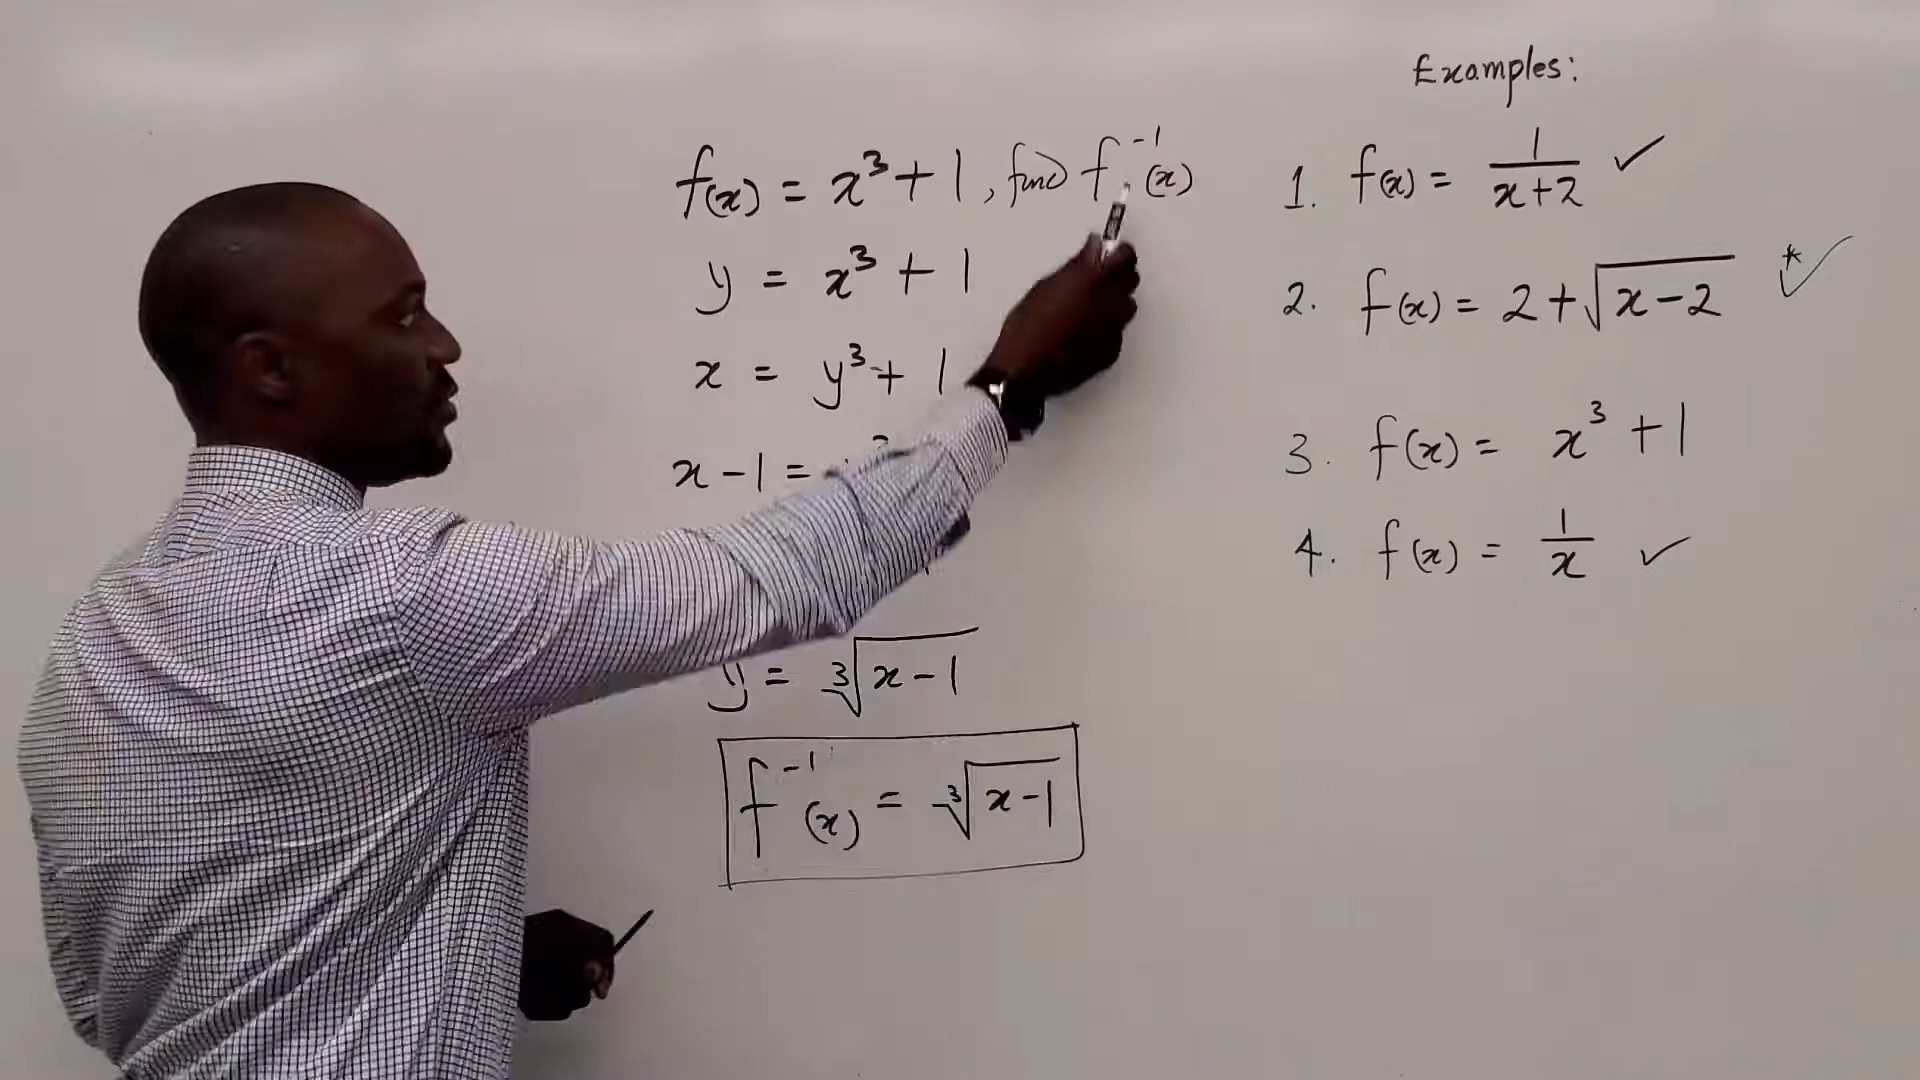 f(x) = x³ + 1, find f⁻¹(x)
y = x³ + 1
x = y³ + 1
x - 1 =
y = ∛(x - 1)
f⁻¹(x) = ∛(x - 1)
Examples:
1. f(x) = 1/(x+2) ✓
2. f(x) = 2 + √(x - 2) * ✓
3. f(x) = x³ + 1
4. f(x) = 1/x ✓